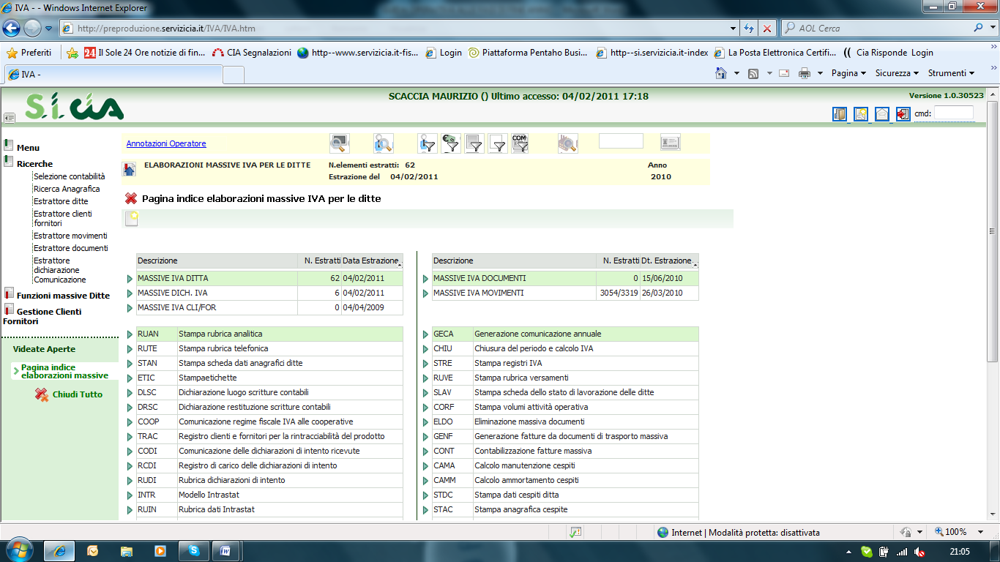 IVA - - Windows Internet Explorer
http://preproduzione.servizicia.it/IVA/IVA.htm
AOL Cerca
Preferiti
24 Il Sole 24 Ore notizie di fin...
CIA Segnalazioni
http--www.servizicia.it-fis...
Login
Piattaforma Pentaho Busi...
http--si.servizicia.it-index
La Posta Elettronica Certifi...
Cia Risponde Login
IVA -
Pagina
Sicurezza
Strumenti
s.i. CIA
SCACCIA MAURIZIO () Ultimo accesso: 04/02/2011 17:18
Versione 1.0.30523
cmd:
Menu
Ricerche
Selezione contabilità
Ricerca Anagrafica
Estrattore ditte
Estrattore clienti
fornitori
Estrattore movimenti
Estrattore documenti
Estrattore
dichiarazione
Comunicazione
Funzioni massive Ditte
Gestione Clienti
Fornitori
Videate Aperte
Pagina indice
elaborazioni massive
Chiudi Tutto
Annotazioni Operatore
COM
ELABORAZIONI MASSIVE IVA PER LE DITTE
N.elementi estratti: 62
Anno
Estrazione del 04/02/2011
2010
Pagina indice elaborazioni massive IVA per le ditte
Descrizione N. Estratti Data Estrazione
MASSIVE IVA DITTA 62 04/02/2011
MASSIVE DICH. IVA 6 04/02/2011
MASSIVE IVA CLI/FOR 0 04/04/2009
Descrizione N. Estratti Dt. Estrazione
MASSIVE IVA DOCUMENTI 0 15/06/2010
MASSIVE IVA MOVIMENTI 3054/3319 26/03/2010
RUAN Stampa rubrica analitica
RUTE Stampa rubrica telefonica
STAN Stampa scheda dati anagrafici ditte
ETIC Stampaetichette
DLSC Dichiarazione luogo scritture contabili
DRSC Dichiarazione restituzione scritture contabili
COOP Comunicazione regime fiscale IVA alle cooperative
TRAC Registro clienti e fornitori per la rintracciabilità del prodotto
CODI Comunicazione delle dichiarazioni di intento ricevute
RCDI Registro di carico delle dichiarazioni di intento
RUDI Rubrica dichiarazioni di intento
INTR Modello Intrastat
RUIN Rubrica dati Intrastat
GECA Generazione comunicazione annuale
CHIU Chiusura del periodo e calcolo IVA
STRE Stampa registri IVA
RUVE Stampa rubrica versamenti
SLAV Stampa scheda dello stato di lavorazione delle ditte
CORF Stampa volumi attività operativa
ELDO Eliminazione massiva documenti
GENF Generazione fatture da documenti di trasporto massiva
CONT Contabilizzazione fatture massiva
CAMA Calcolo manutenzione cespiti
CAMM Calcolo ammortamento cespiti
STDC Stampa dati cespiti ditta
STAC Stampa anagrafica cespite
Internet | Modalità protetta: disattivata
100%
21:05